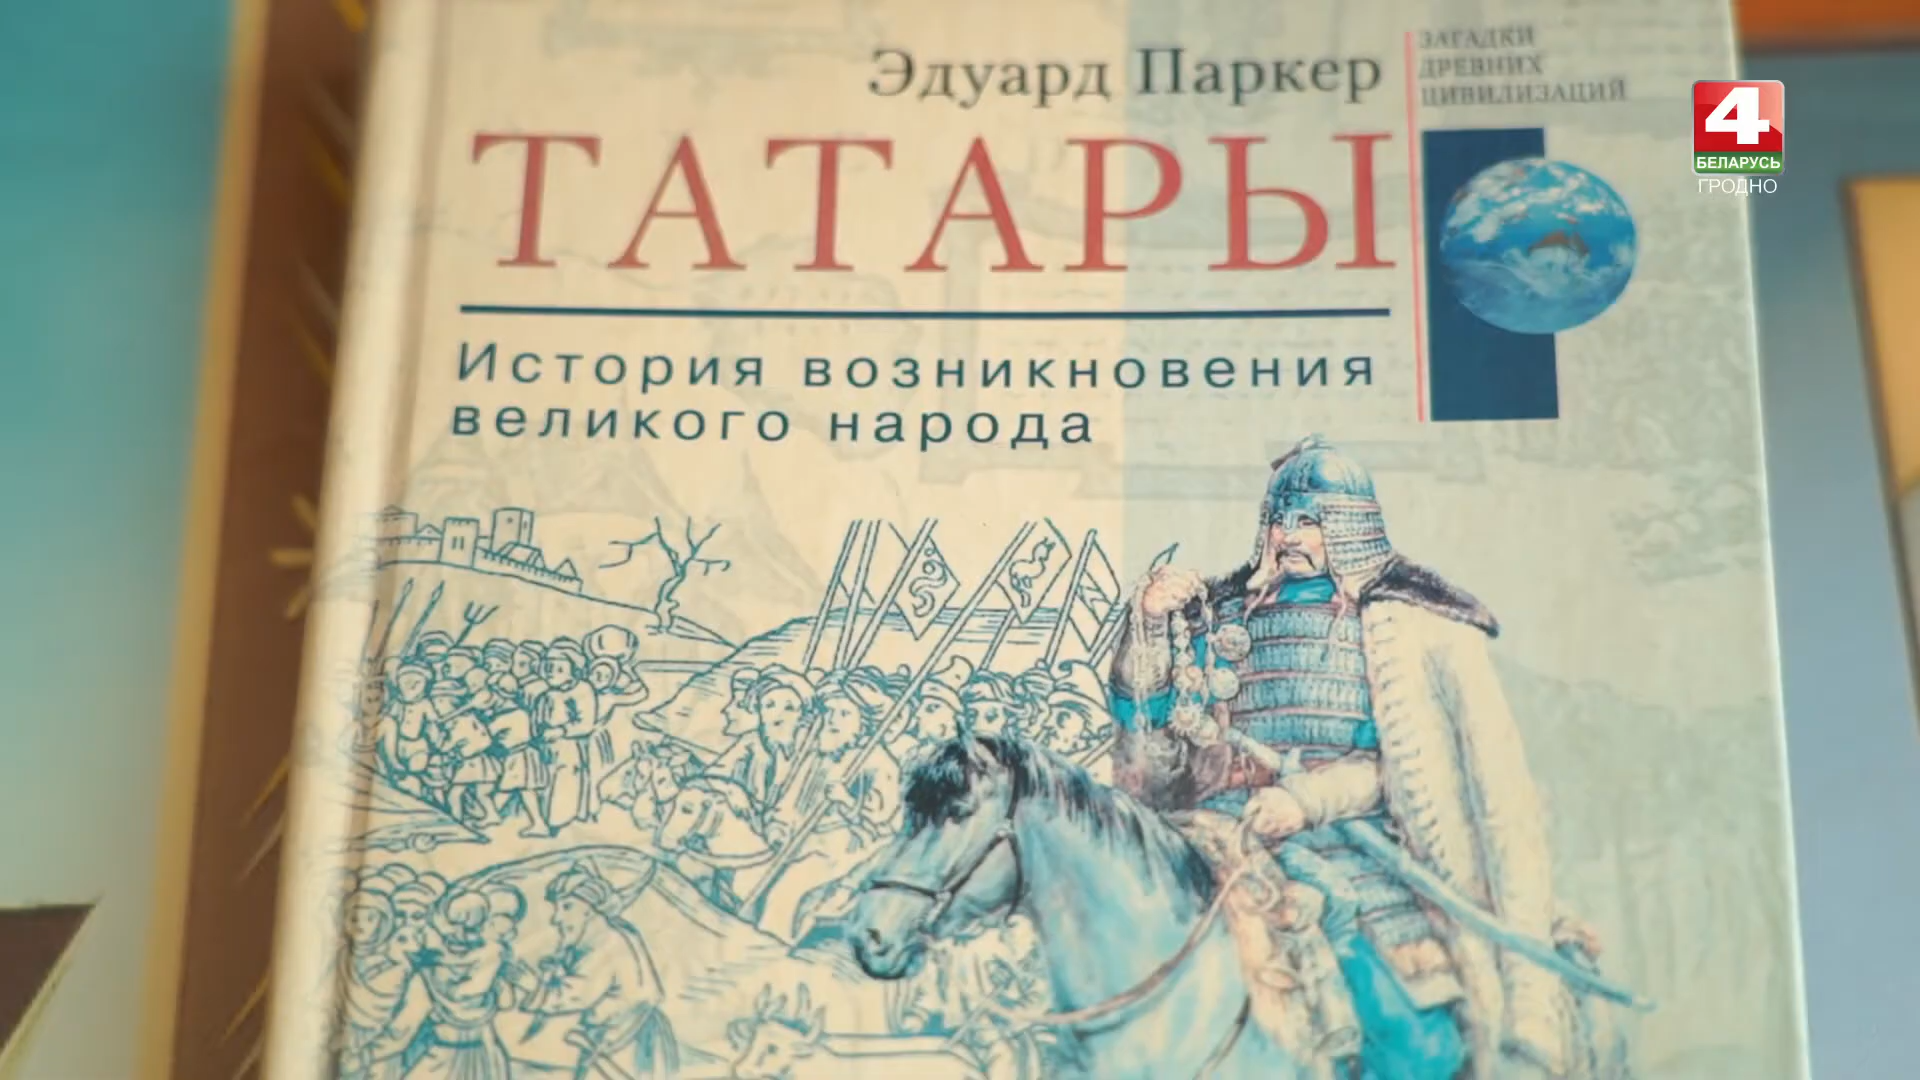 Эдуард Паркер
ЗАГАДКИ
ДРЕВНИХ
ЦИВИЛИЗАЦИЙ
ТАТАРЫ
История возникновения
великого народа
4
БЕЛАРУСЬ
ГРОДНО